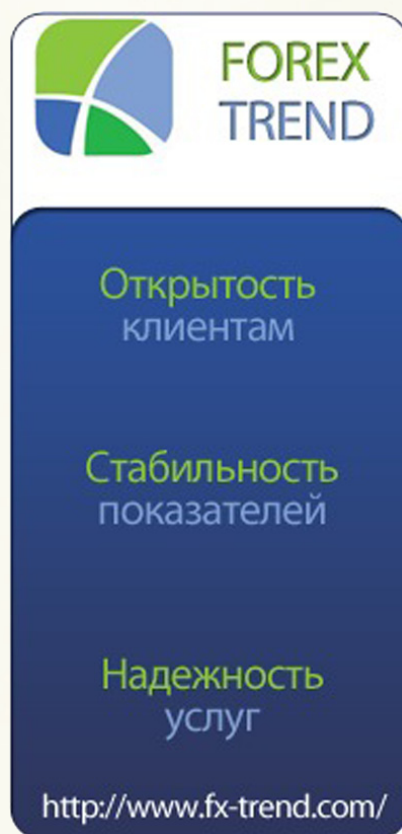 FOREX
TREND
Открытость
клиентам
Стабильность
показателей
Надежность
услуг
http://www.fx-trend.com/